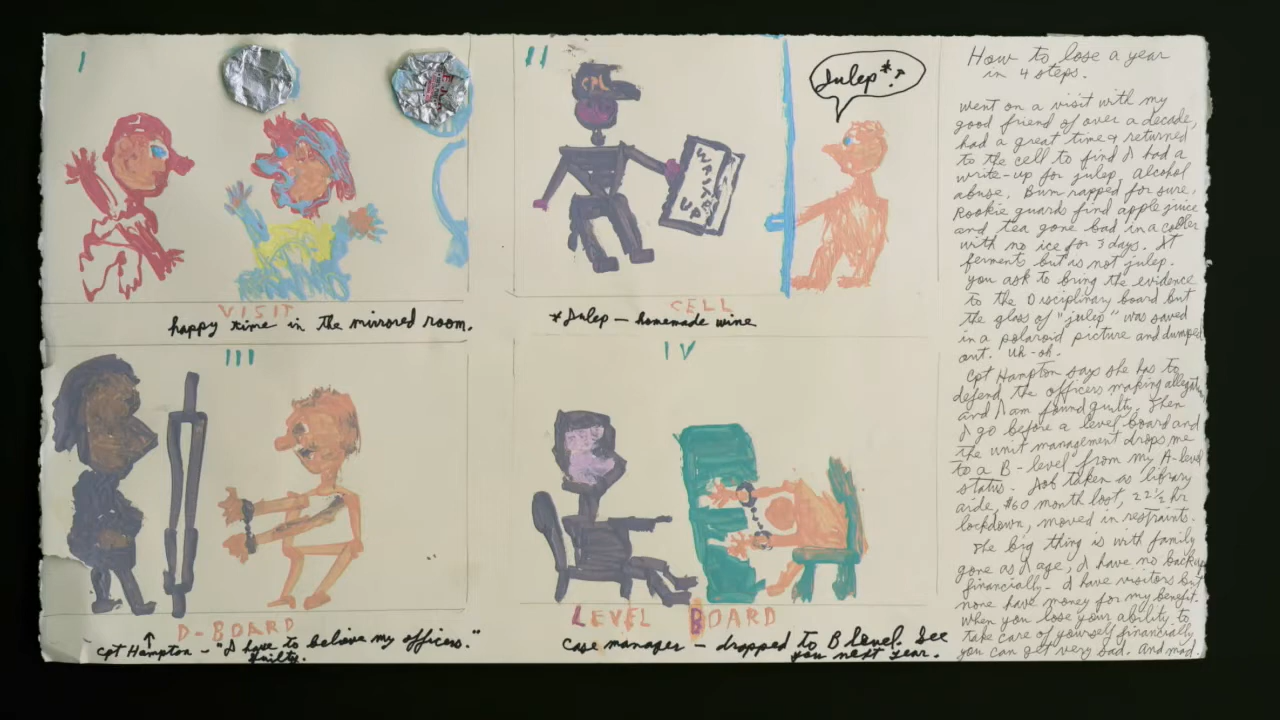 I
II
CPL
WRITE
UP
Julep*?
VISIT
happy time in the mirrored room.
CELL
*Julep – homemade wine
III
D-BOARD
Cpt Hampton – "I have to believe my officers."
Guilty.
IV
LEVEL BOARD
Case manager – dropped to B level. See
you next year.
How to lose a year
in 4 steps.
went on a visit with my
good friend of over a decade,
had a great time & returned
to the cell to find I had a
write-up for julep, alcohol
abuse. Bum rapped for sure.
Rookie guards find apple juice
and tea gone bad in a cooler
with no ice for 3 days. It
ferments but is not julep.
you ask to bring the evidence
to the Disciplinary board but
the glass of "julep" was saved
in a polaroid picture and dumped
out. Uh-oh.
Cpt Hampton says she has to
defend the officers making
and I am found guilty. Then
I go before a level board and
the unit management drops me
to a B-level from my A-level
status. Job taken as library
aide, $60 month lost, 22 1/2 hr
lockdown, moved in restraints.
The big thing is with family
gone as I age, I have no backup
financially – I have visitors but
none have money for my benefit.
When you lose your ability to
take care of yourself financially
you can get very sad. And mad.